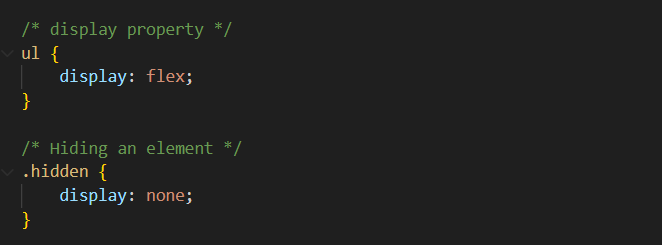 /* display property */
ul {
    display: flex;
}

/* Hiding an element */
.hidden {
    display: none;
}